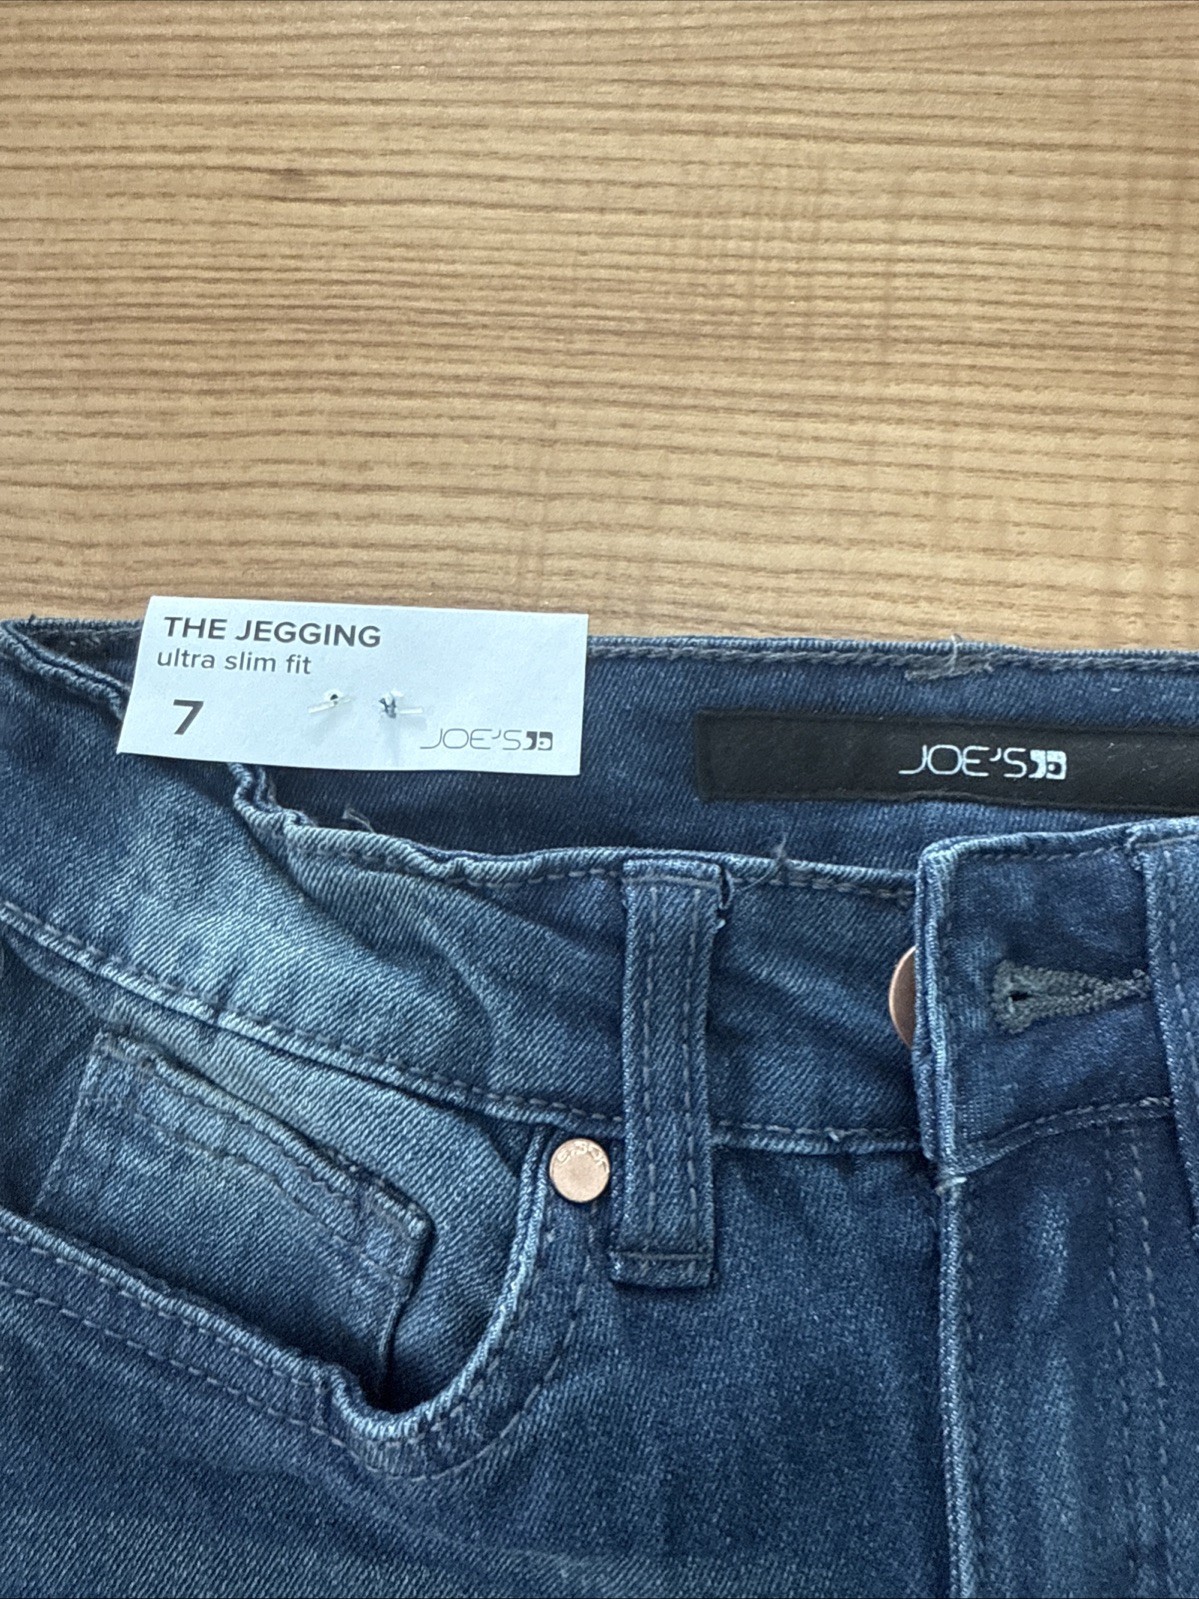 THE JEGGING
ultra slim fit
7
JOE'S
JOE'S